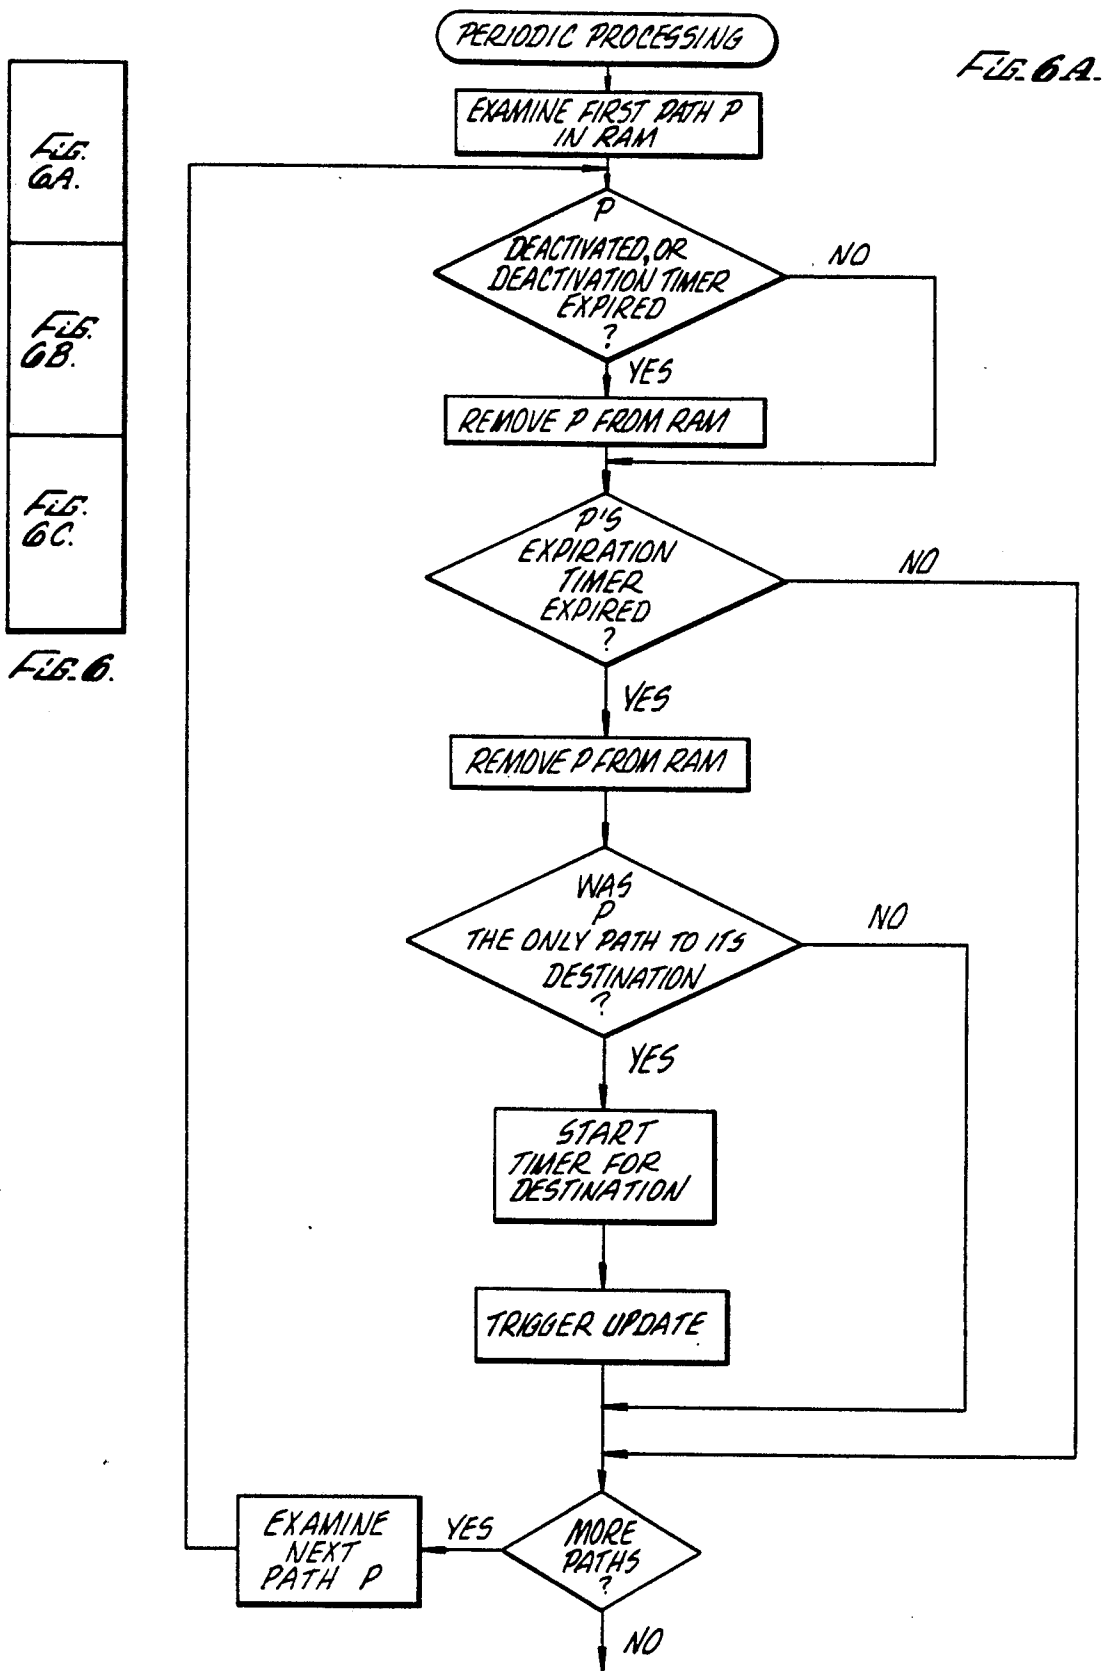 PERIODIC PROCESSING
FIG. 6A.
EXAMINE FIRST PATH P
IN RAM
FIG.
6A.
FIG.
6B.
FIG.
6C.
FIG. 6.
P
DEACTIVATED, OR
DEACTIVATION TIMER
EXPIRED
?
NO
YES
REMOVE P FROM RAM
P'S
EXPIRATION
TIMER
EXPIRED
?
NO
YES
REMOVE P FROM RAM
WAS
P
THE ONLY PATH TO ITS
DESTINATION
?
NO
YES
START
TIMER FOR
DESTINATION
TRIGGER UPDATE
MORE
PATHS
?
YES
EXAMINE
NEXT
PATH P
NO